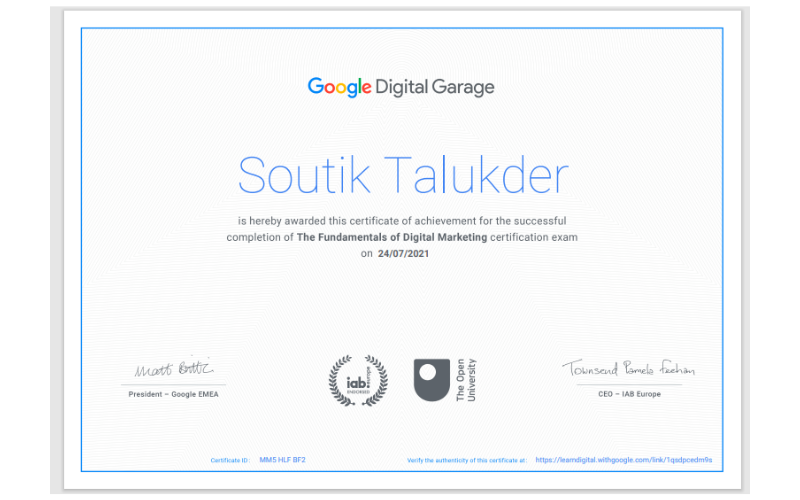 Google Digital Garage
Soutik Talukder
is hereby awarded this certificate of achievement for the successful
completion of The Fundamentals of Digital Marketing certification exam
on 24/07/2021
Matt Brittin
Townsend Pamela Feehan
President – Google EMEA
iab. europe
ENDORSED
The Open
University
CEO – IAB Europe
Certificate ID : MM5 HLF BF2
Verify the authenticity of this certificate at : https://learndigital.withgoogle.com/link/1qsdpcedm9s